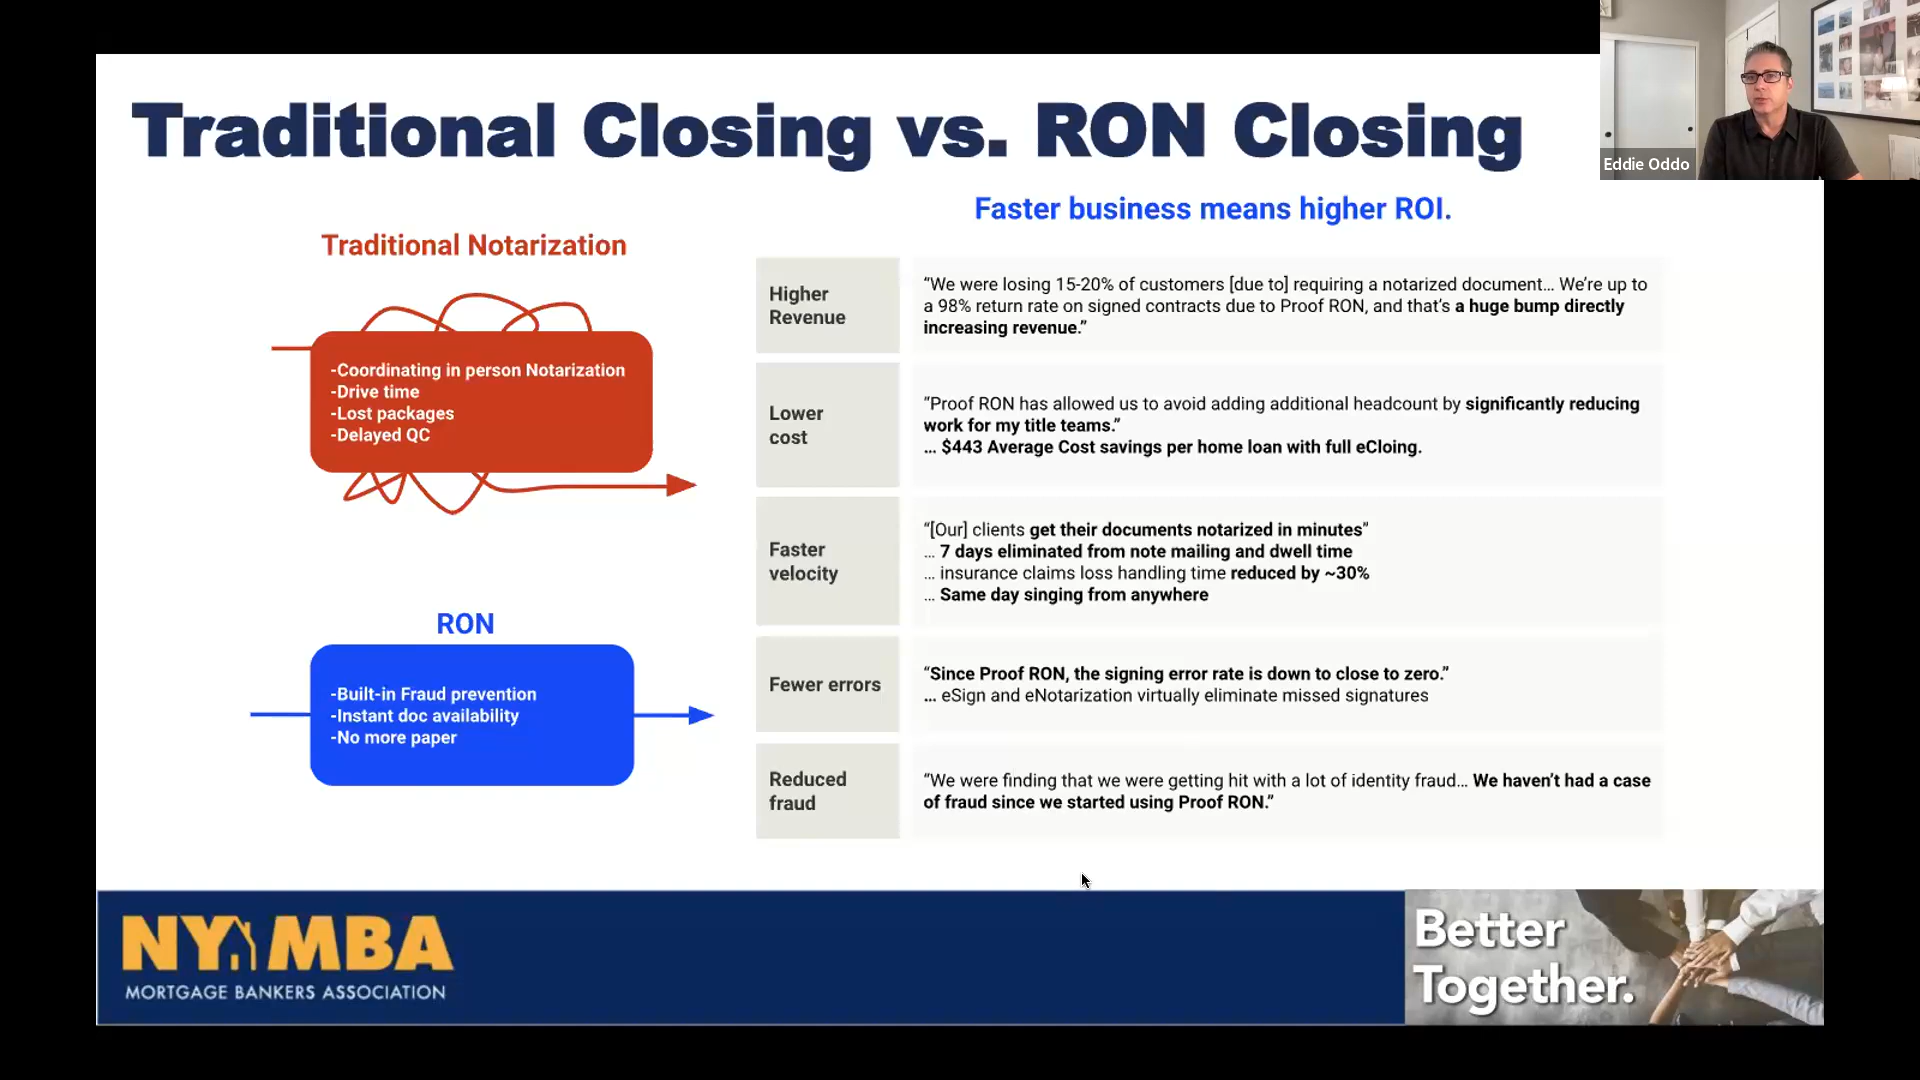 Traditional Closing vs. RON Closing
Eddie Oddo
Faster business means higher ROI.
Traditional Notarization
-Coordinating in person Notarization
-Drive time
-Lost packages
-Delayed QC
RON
-Built-in Fraud prevention
-Instant doc availability
-No more paper
Higher
Revenue
“We were losing 15-20% of customers [due to] requiring a notarized document... We’re up to
a 98% return rate on signed contracts due to Proof RON, and that’s a huge bump directly
increasing revenue.”
Lower
cost
“Proof RON has allowed us to avoid adding additional headcount by significantly reducing
work for my title teams.”
... $443 Average Cost savings per home loan with full eCloing.
Faster
velocity
“[Our] clients get their documents notarized in minutes”
... 7 days eliminated from note mailing and dwell time
... insurance claims loss handling time reduced by ~30%
... Same day singing from anywhere
Fewer errors
“Since Proof RON, the signing error rate is down to close to zero.”
... eSign and eNotarization virtually eliminate missed signatures
Reduced
fraud
“We were finding that we were getting hit with a lot of identity fraud... We haven’t had a case
of fraud since we started using Proof RON.”
NY MBA
MORTGAGE BANKERS ASSOCIATION
Better
Together.